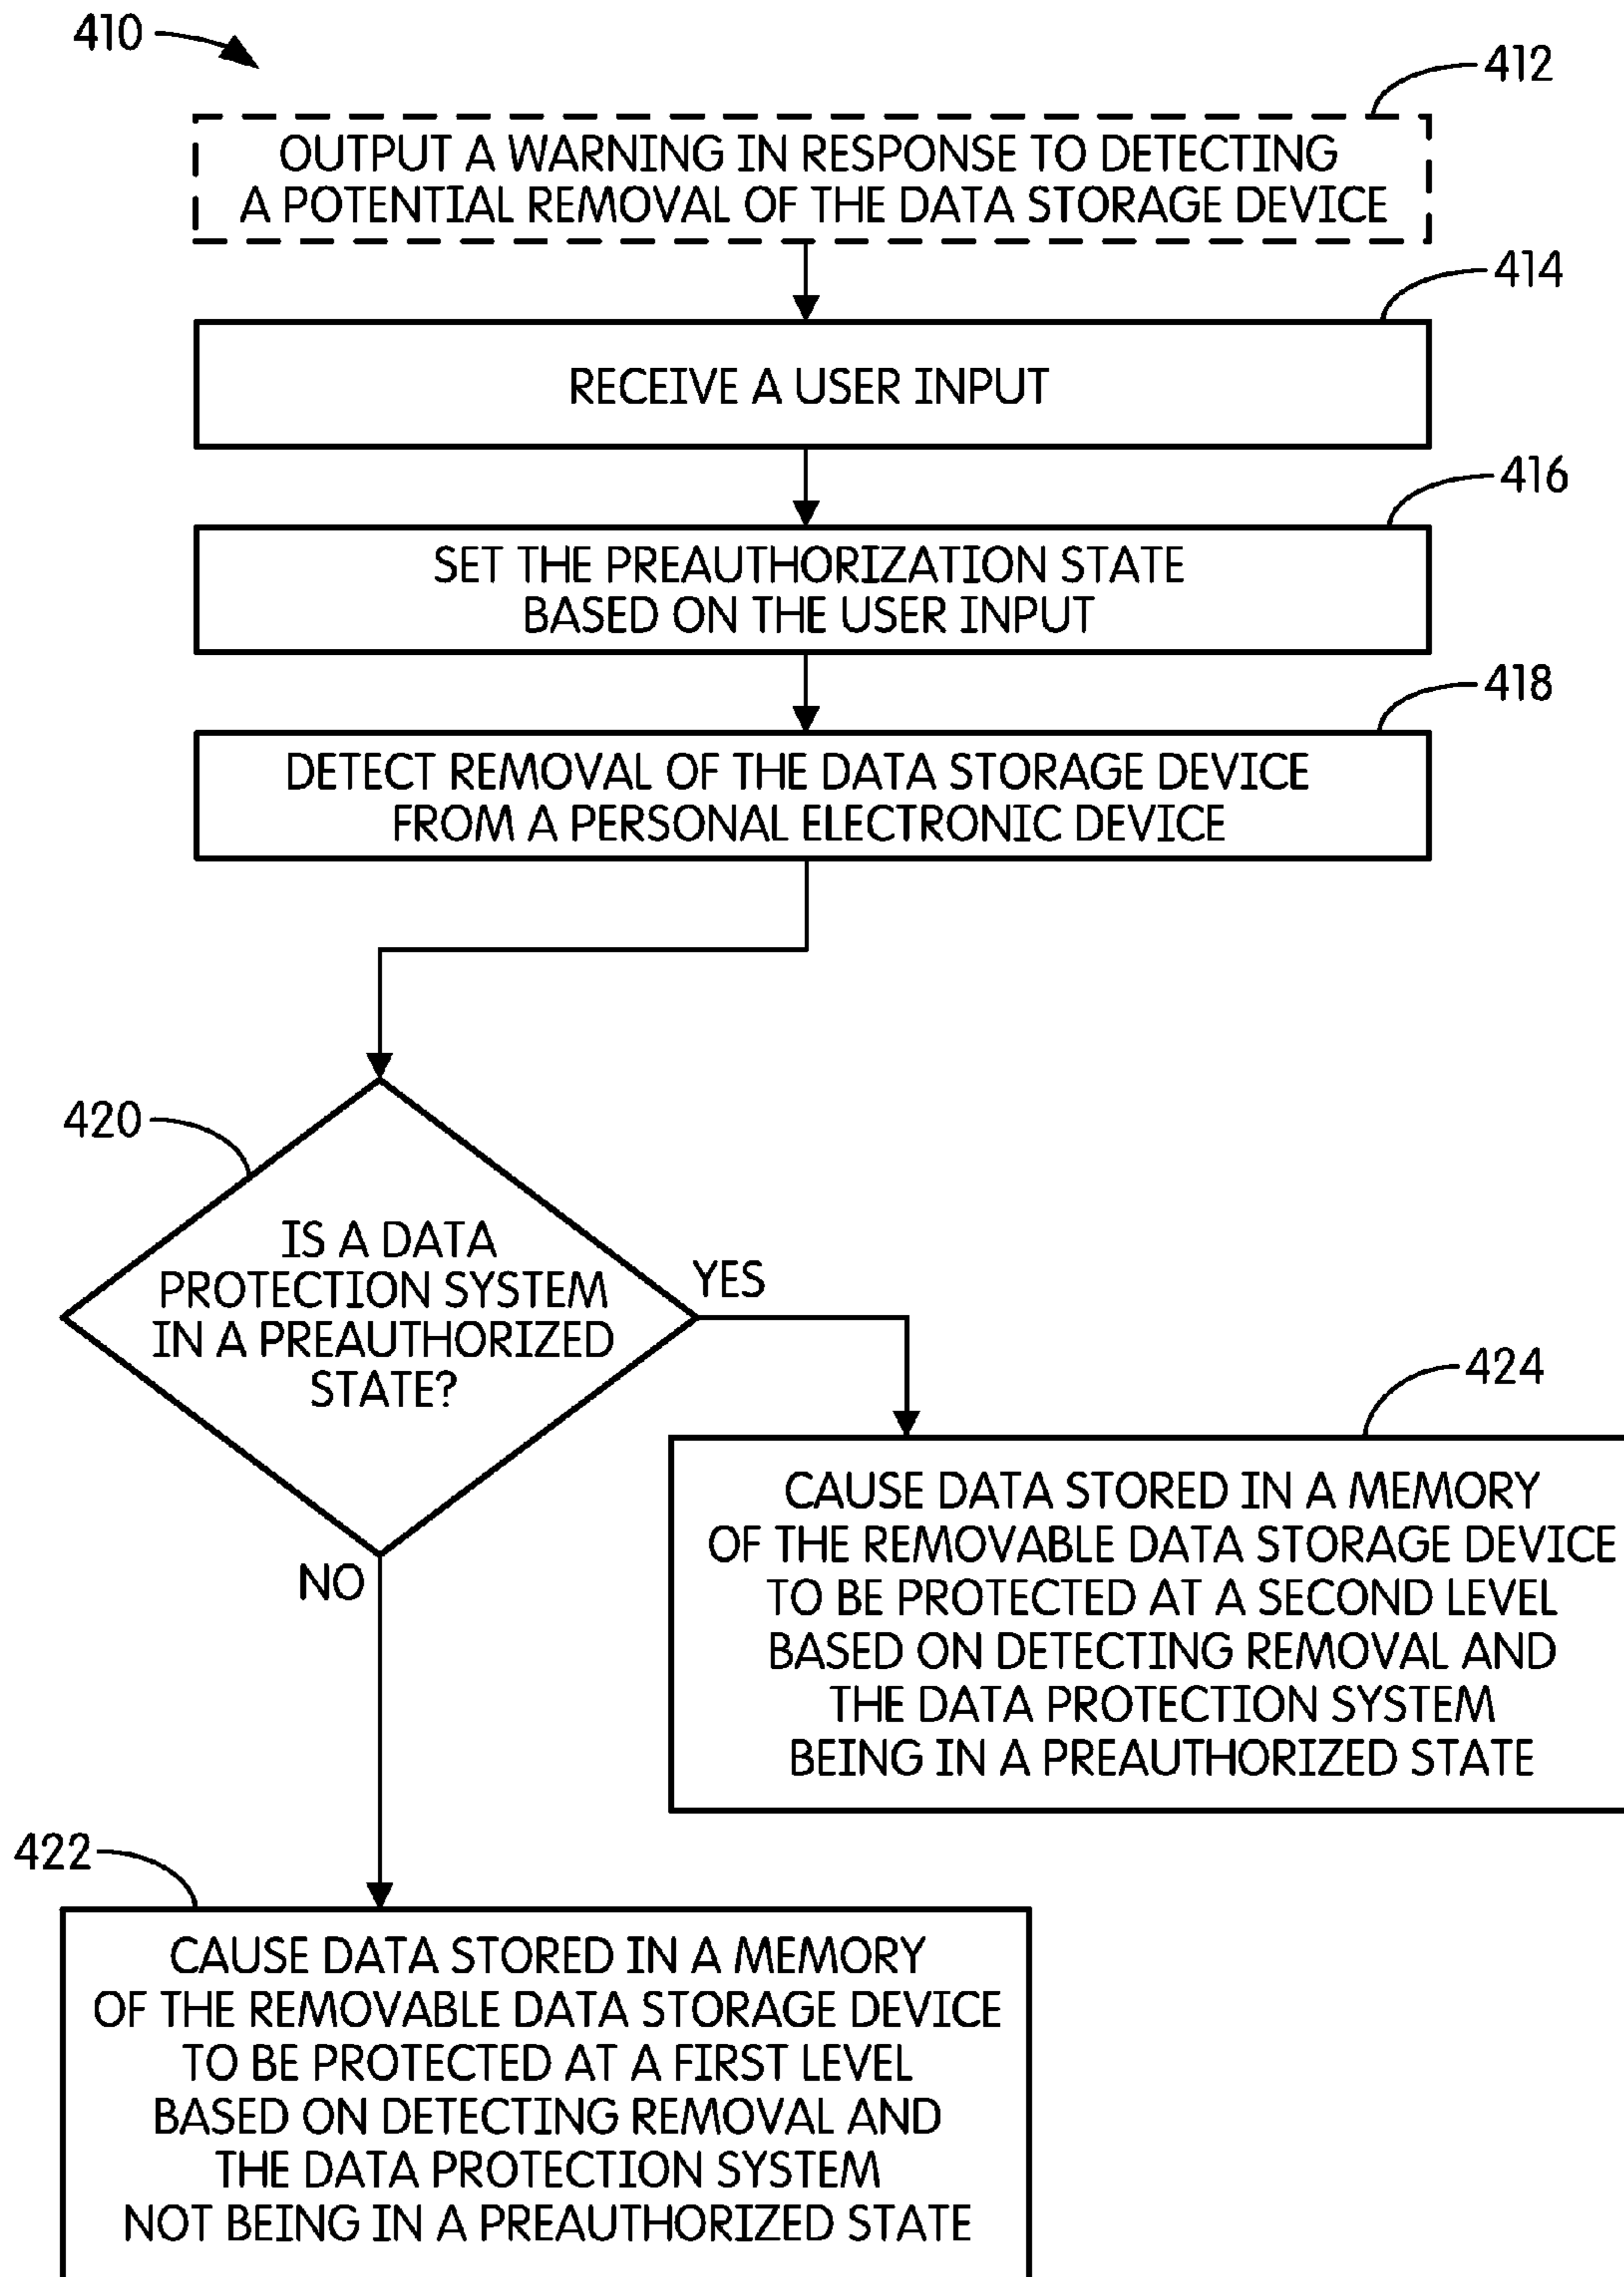 410
412
OUTPUT A WARNING IN RESPONSE TO DETECTING
A POTENTIAL REMOVAL OF THE DATA STORAGE DEVICE
414
RECEIVE A USER INPUT
416
SET THE PREAUTHORIZATION STATE
BASED ON THE USER INPUT
418
DETECT REMOVAL OF THE DATA STORAGE DEVICE
FROM A PERSONAL ELECTRONIC DEVICE
420
IS A DATA
PROTECTION SYSTEM
IN A PREAUTHORIZED
STATE?
YES
NO
424
CAUSE DATA STORED IN A MEMORY
OF THE REMOVABLE DATA STORAGE DEVICE
TO BE PROTECTED AT A SECOND LEVEL
BASED ON DETECTING REMOVAL AND
THE DATA PROTECTION SYSTEM
BEING IN A PREAUTHORIZED STATE
422
CAUSE DATA STORED IN A MEMORY
OF THE REMOVABLE DATA STORAGE DEVICE
TO BE PROTECTED AT A FIRST LEVEL
BASED ON DETECTING REMOVAL AND
THE DATA PROTECTION SYSTEM
NOT BEING IN A PREAUTHORIZED STATE